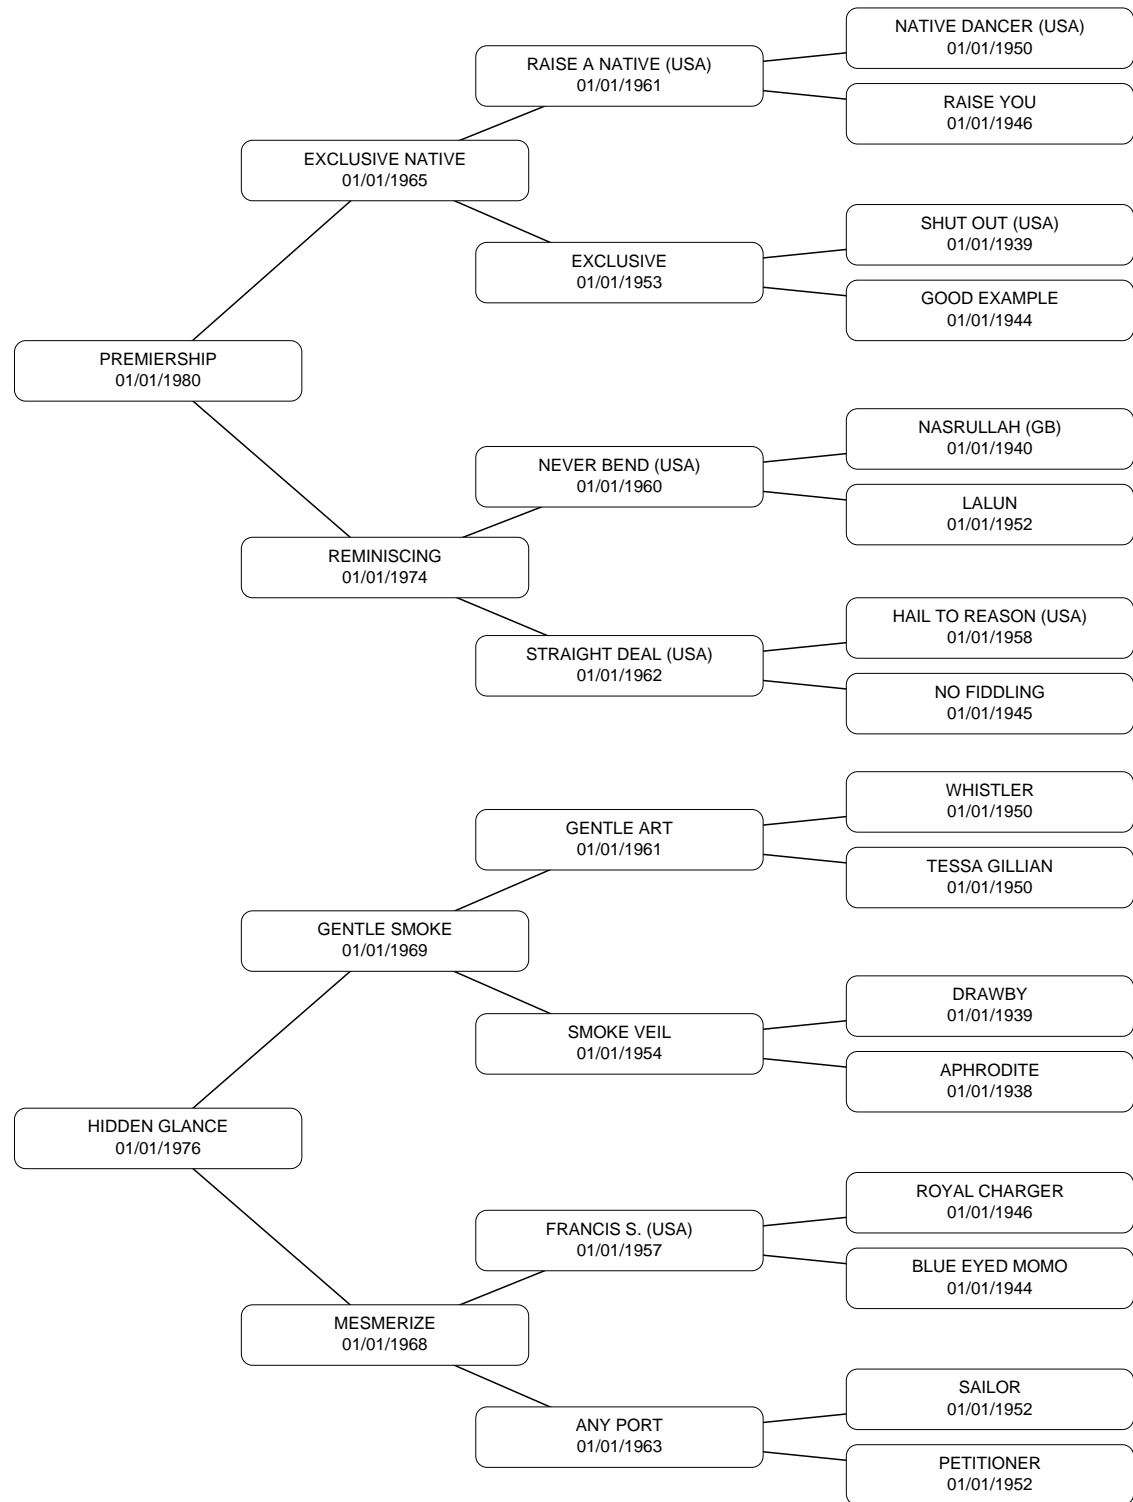 NATIVE DANCER (USA)
01/01/1950
RAISE A NATIVE (USA)
01/01/1961
RAISE YOU
01/01/1946
EXCLUSIVE NATIVE
01/01/1965
SHUT OUT (USA)
01/01/1939
EXCLUSIVE
01/01/1953
GOOD EXAMPLE
01/01/1944
PREMIERSHIP
01/01/1980
NASRULLAH (GB)
01/01/1940
NEVER BEND (USA)
01/01/1960
LALUN
01/01/1952
REMINISCING
01/01/1974
HAIL TO REASON (USA)
01/01/1958
STRAIGHT DEAL (USA)
01/01/1962
NO FIDDLING
01/01/1945
WHISTLER
01/01/1950
GENTLE ART
01/01/1961
TESSA GILLIAN
01/01/1950
GENTLE SMOKE
01/01/1969
DRAWBY
01/01/1939
SMOKE VEIL
01/01/1954
APHRODITE
01/01/1938
HIDDEN GLANCE
01/01/1976
ROYAL CHARGER
01/01/1946
FRANCIS S. (USA)
01/01/1957
BLUE EYED MOMO
01/01/1944
MESMERIZE
01/01/1968
SAILOR
01/01/1952
ANY PORT
01/01/1963
PETITIONER
01/01/1952